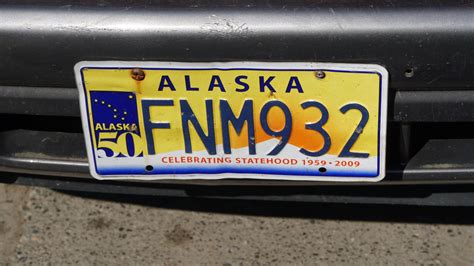 ALASKA
ALASKA
50
FNM932
CELEBRATING STATEHOOD 1959 • 2009